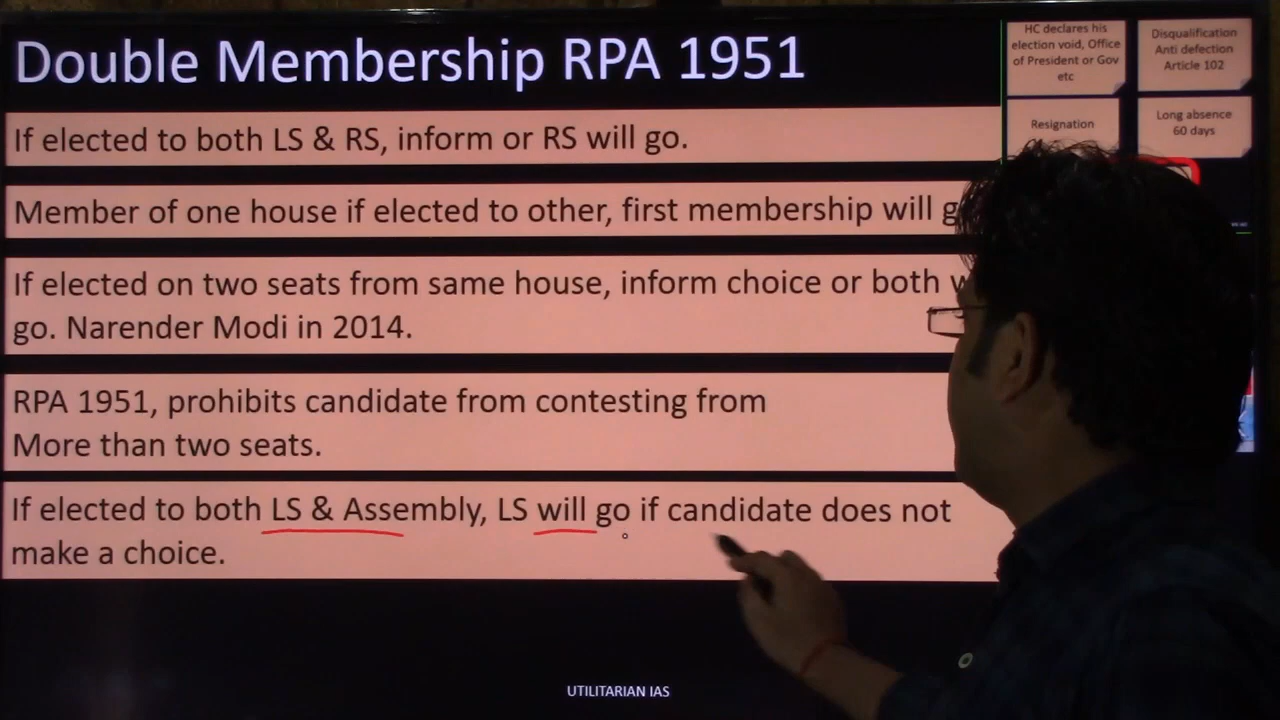 Double Membership RPA 1951
If elected to both LS & RS, inform or RS will go.
Member of one house if elected to other, first membership will
If elected on two seats from same house, inform choice or both
go. Narender Modi in 2014.
RPA 1951, prohibits candidate from contesting from
More than two seats.
If elected to both LS & Assembly, LS will go if candidate does not
make a choice.
HC declares his
election void, Office
of President or Gov
etc
Disqualification
Anti defection
Article 102
Resignation
Long absence
60 days
UTILITARIAN IAS